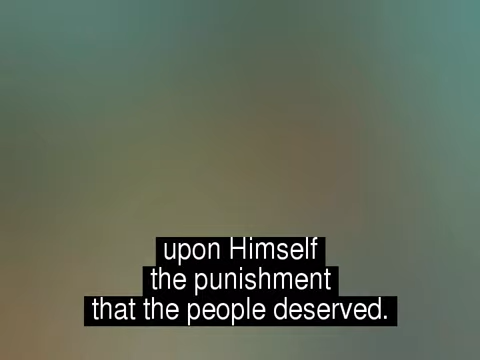 upon Himself
the punishment
that the people deserved.